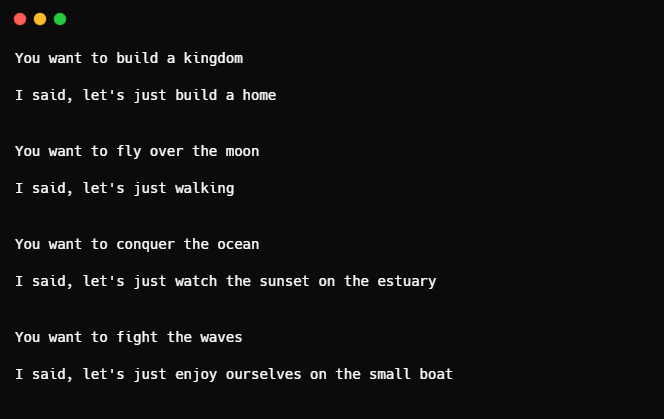 You want to build a kingdom
I said, let's just build a home
You want to fly over the moon
I said, let's just walking
You want to conquer the ocean
I said, let's just watch the sunset on the estuary
You want to fight the waves
I said, let's just enjoy ourselves on the small boat